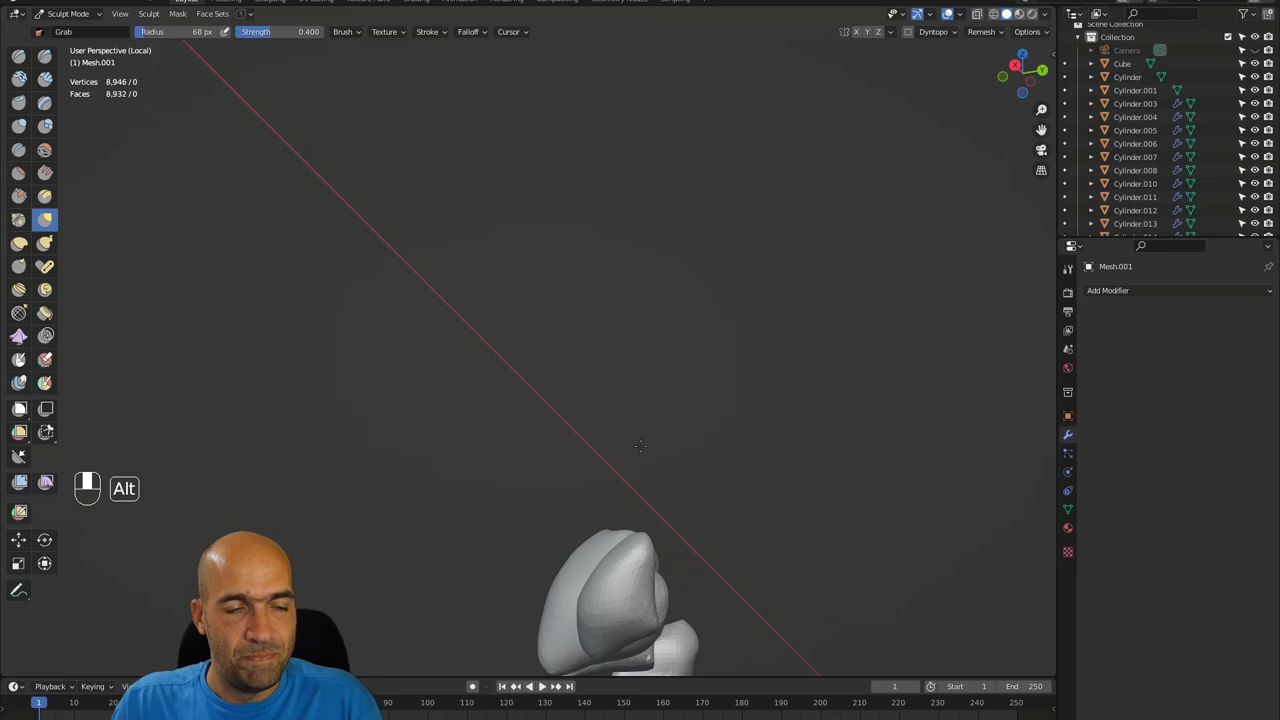 Sculpt Mode View Sculpt Mask Face Sets
Grab Radius 68 px Strength 0.400 Brush Texture Stroke Falloff Cursor X Y Z Dyntopo Remesh Options
User Perspective (Local)
(1) Mesh.001
Vertices 8,946 / 0
Faces 8,932 / 0
X Y Z
Alt
Scene Collection
Collection
Camera
Cube
Cylinder
Cylinder.001
Cylinder.003
Cylinder.004
Cylinder.005
Cylinder.006
Cylinder.007
Cylinder.008
Cylinder.010
Cylinder.011
Cylinder.012
Cylinder.013
Mesh.001
Add Modifier
Playback Keying 1 Start 1 End 250
1 80 90 100 110 120 130 140 150 160 170 180 190 200 210 220 230 240 250